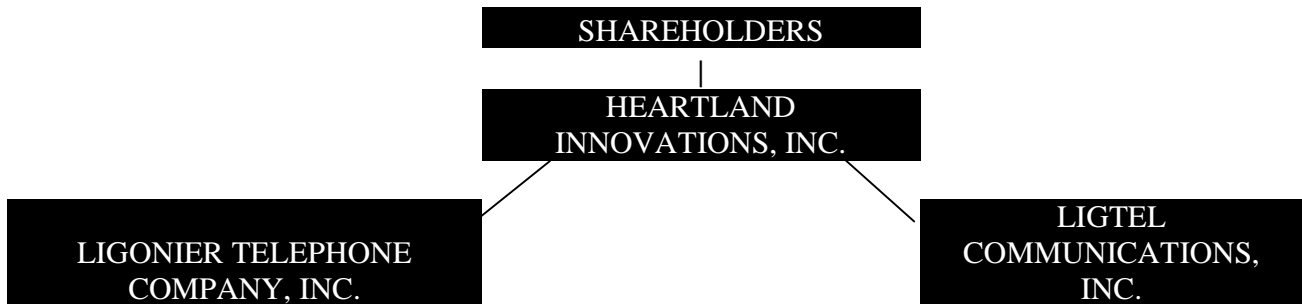 SHAREHOLDERS
HEARTLAND
INNOVATIONS, INC.
LIGONIER TELEPHONE
COMPANY, INC.
LIGTEL
COMMUNICATIONS,
INC.